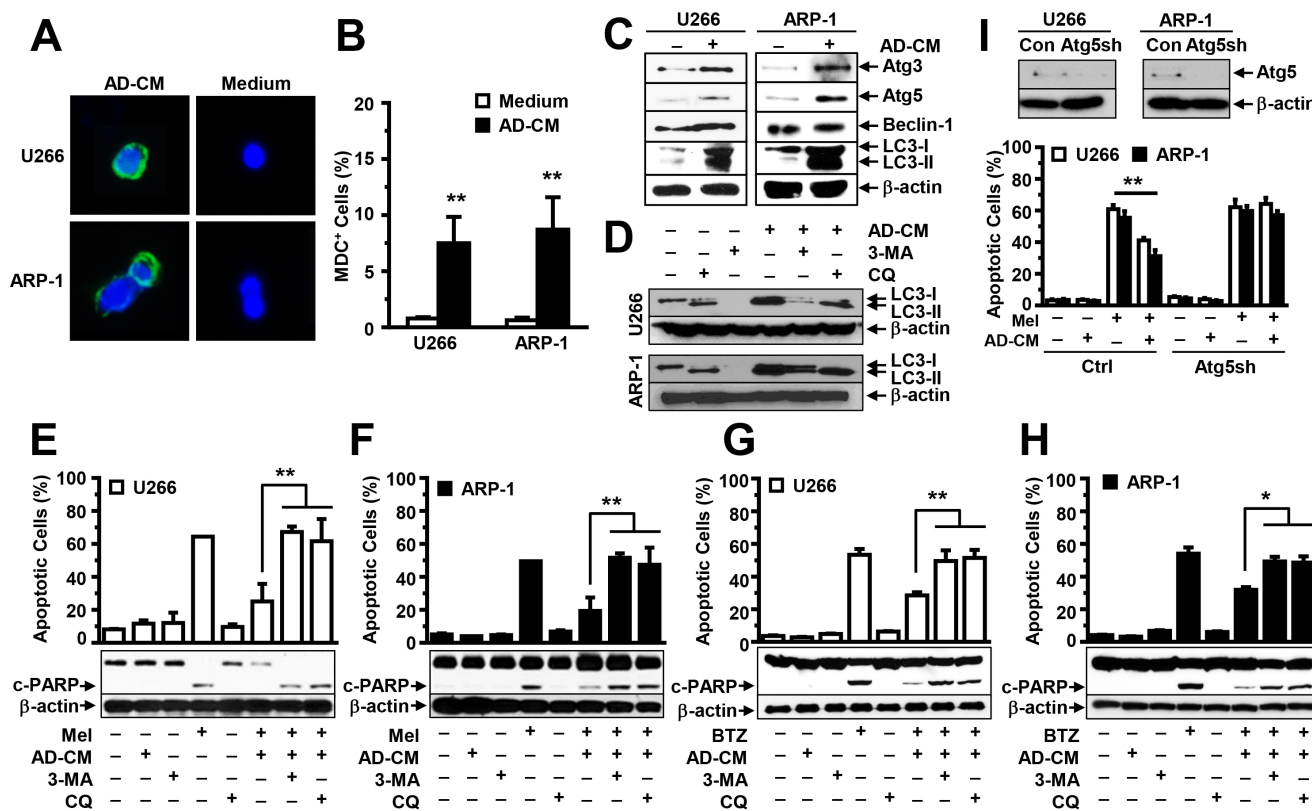 A
AD-CM Medium
U266
ARP-1
B
MDC+ Cells (%)
20
15
10
5
0
Medium
AD-CM
** **
U266 ARP-1
C
U266 ARP-1
– + – + AD-CM
Atg3
Atg5
Beclin-1
LC3-I
LC3-II
β-actin
D
– – – + + + AD-CM
– – + – + – 3-MA
– + – – – + CQ
U266
LC3-I
LC3-II
β-actin
ARP-1
LC3-I
LC3-II
β-actin
I
U266 ARP-1
Con Atg5sh Con Atg5sh
Atg5
β-actin
Apoptotic Cells (%)
100
80
60
40
20
0
U266 ARP-1
**
Mel – – + + – – + +
AD-CM – + – + – + – +
Ctrl Atg5sh
E
Apoptotic Cells (%)
100
80
60
40
20
0
U266
**
c-PARP
β-actin
Mel – – – + – + + +
AD-CM – + – – – + + +
3-MA – – + – – – + –
CQ – – – – + – – +
F
Apoptotic Cells (%)
100
80
60
40
20
0
ARP-1
**
c-PARP
β-actin
Mel – – – + – + + +
AD-CM – + – – – + + +
3-MA – – + – – – + –
CQ – – – – + – – +
G
Apoptotic Cells (%)
100
80
60
40
20
0
U266
**
c-PARP
β-actin
BTZ – – – + – + + +
AD-CM – + – – – + + +
3-MA – – + – – – + –
CQ – – – – + – – +
H
Apoptotic Cells (%)
100
80
60
40
20
0
ARP-1
*
c-PARP
β-actin
BTZ – – – + – + + +
AD-CM – + – – – + + +
3-MA – – + – – – + –
CQ – – – – + – – +